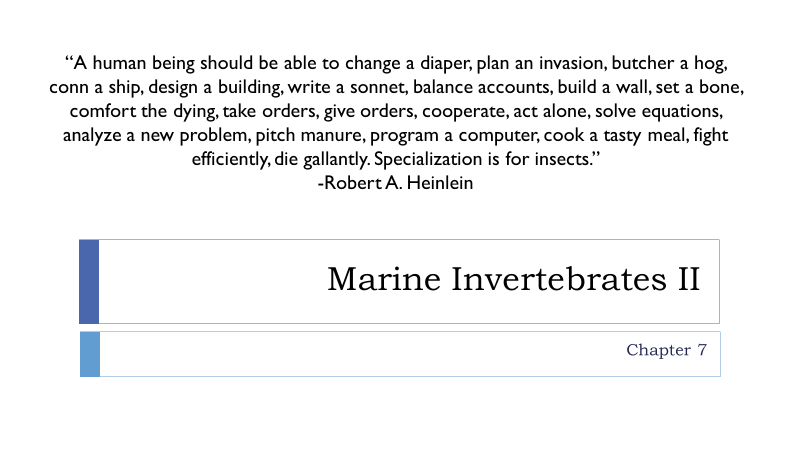 “A human being should be able to change a diaper, plan an invasion, butcher a hog,
conn a ship, design a building, write a sonnet, balance accounts, build a wall, set a bone,
comfort the dying, take orders, give orders, cooperate, act alone, solve equations,
analyze a new problem, pitch manure, program a computer, cook a tasty meal, fight
efficiently, die gallantly. Specialization is for insects.”
-Robert A. Heinlein
Marine Invertebrates II
Chapter 7